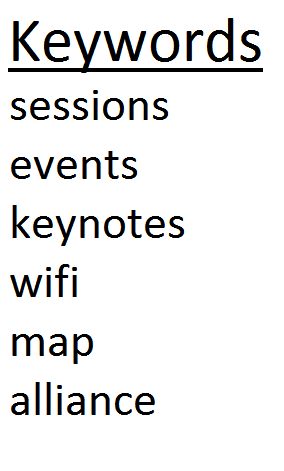 Keywords
sessions
events
keynotes
wifi
map
alliance